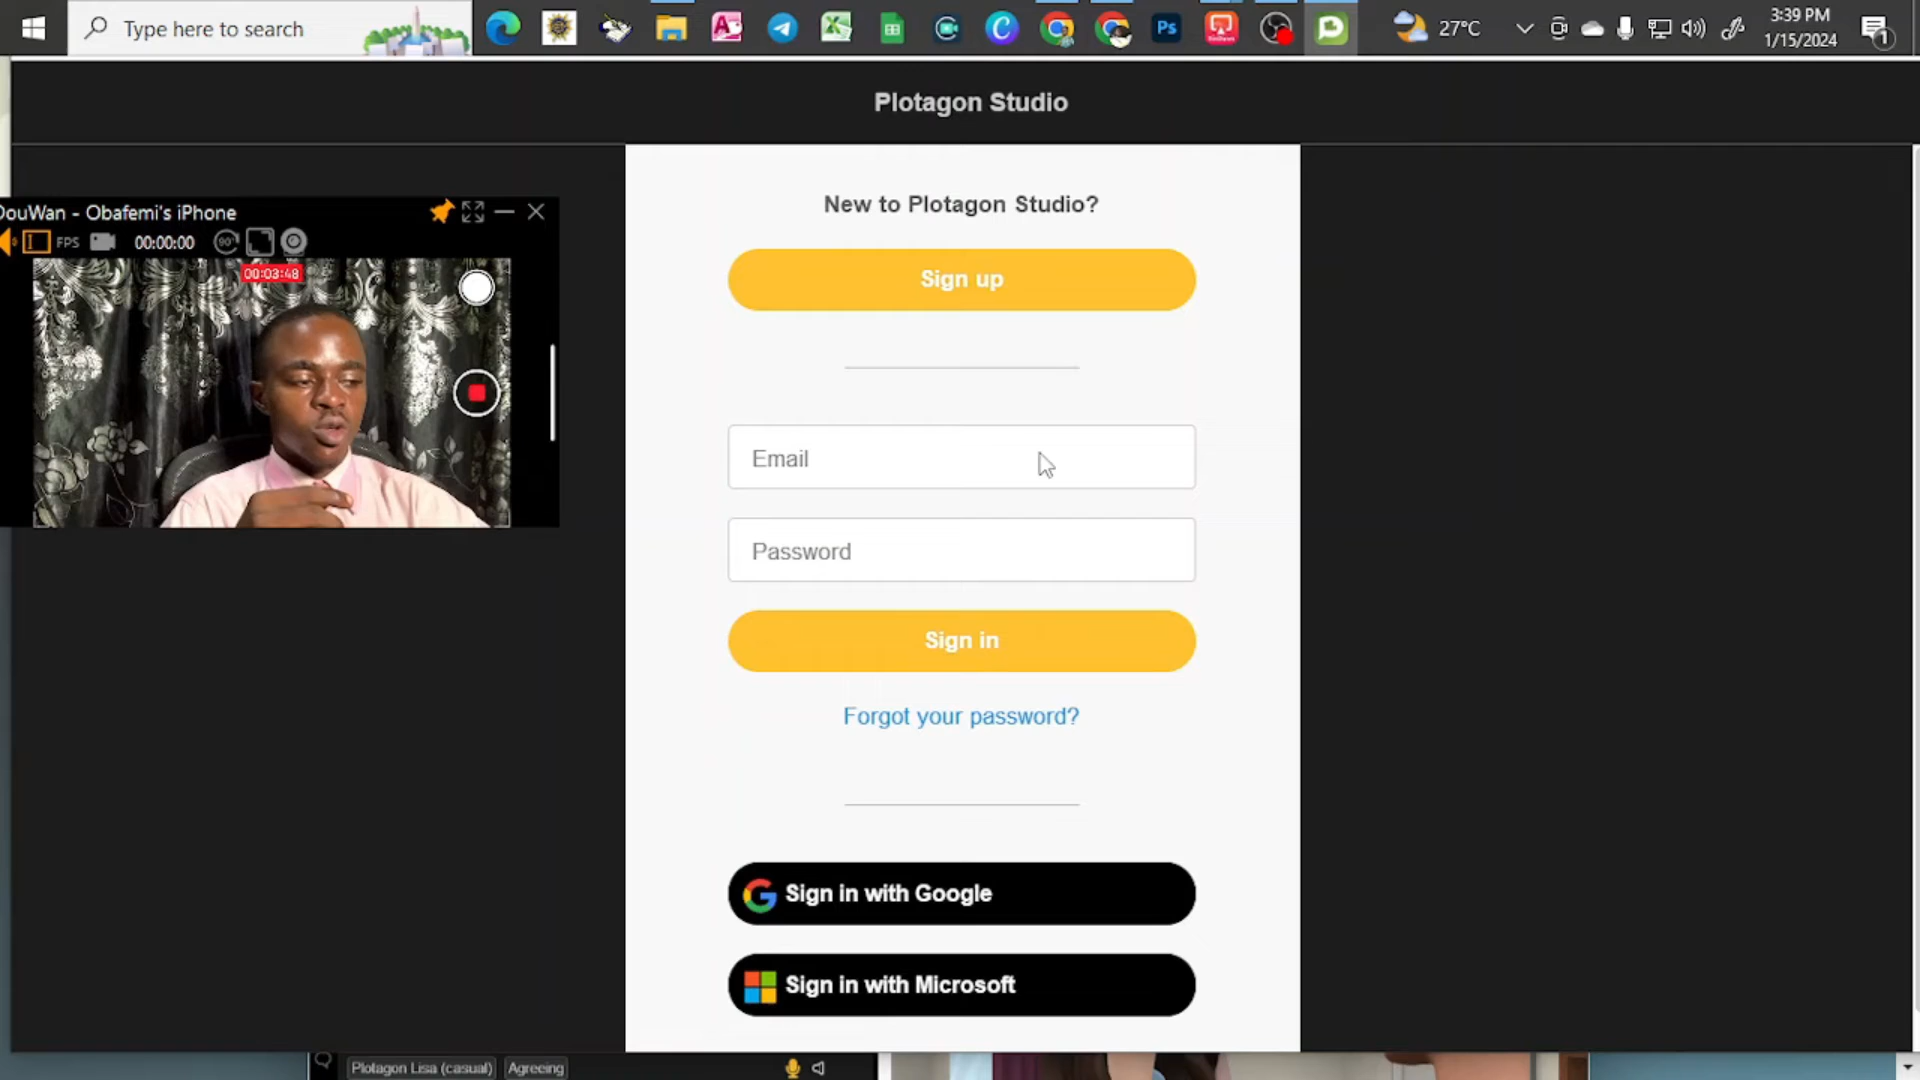 Type here to search
27°C
3:39 PM
1/15/2024
1
Plotagon Studio
DouWan - Obafemi's iPhone
FPS
00:00:00
90°
00:03:48
New to Plotagon Studio?
Sign up
Email
Password
Sign in
Forgot your password?
Sign in with Google
Sign in with Microsoft
Plotagon Lisa (casual)
Agreeing